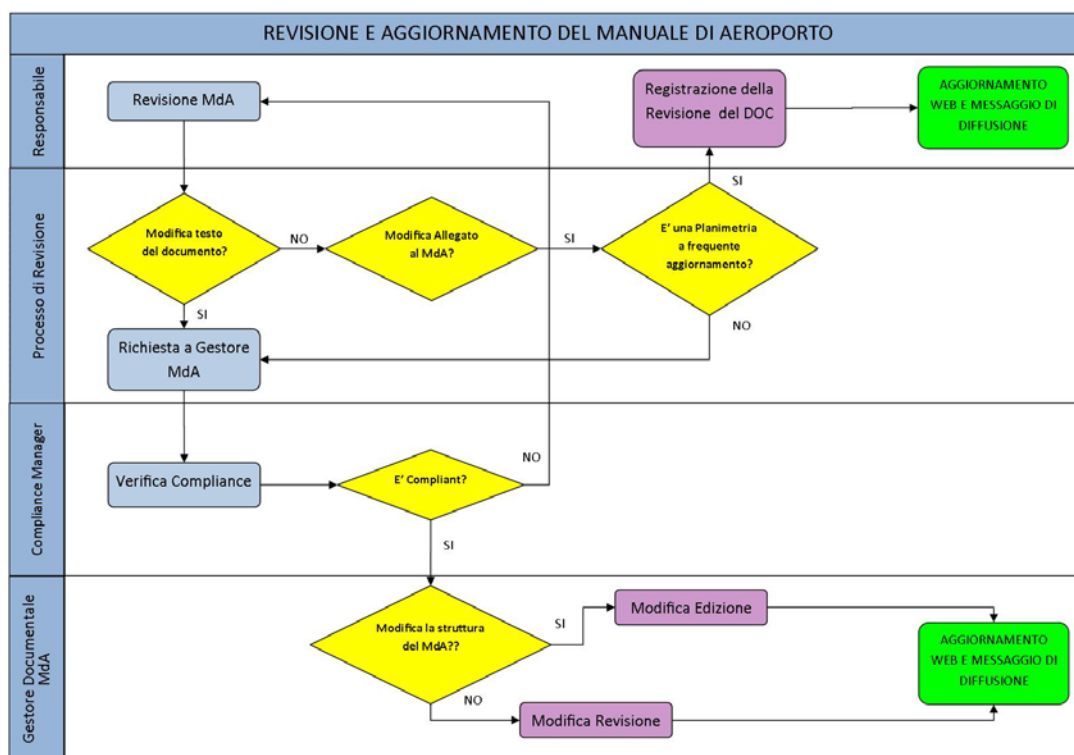 REVISIONE E AGGIORNAMENTO DEL MANUALE DI AEROPORTO
Responsabile
Revisione MdA
Registrazione della
Revisione del DOC
AGGIORNAMENTO
WEB E MESSAGGIO DI
DIFFUSIONE
Processo di Revisione
SI
Modifica testo
del documento?
NO
Modifica Allegato
al MdA?
SI
E' una Planimetria
a frequente
aggiornamento?
SI
NO
Richiesta a Gestore
MdA
Compliance Manager
Verifica Compliance
E' Compliant?
NO
SI
Gestore Documentale
MdA
Modifica la struttura
del MdA??
SI
Modifica Edizione
NO
Modifica Revisione
AGGIORNAMENTO
WEB E MESSAGGIO DI
DIFFUSIONE